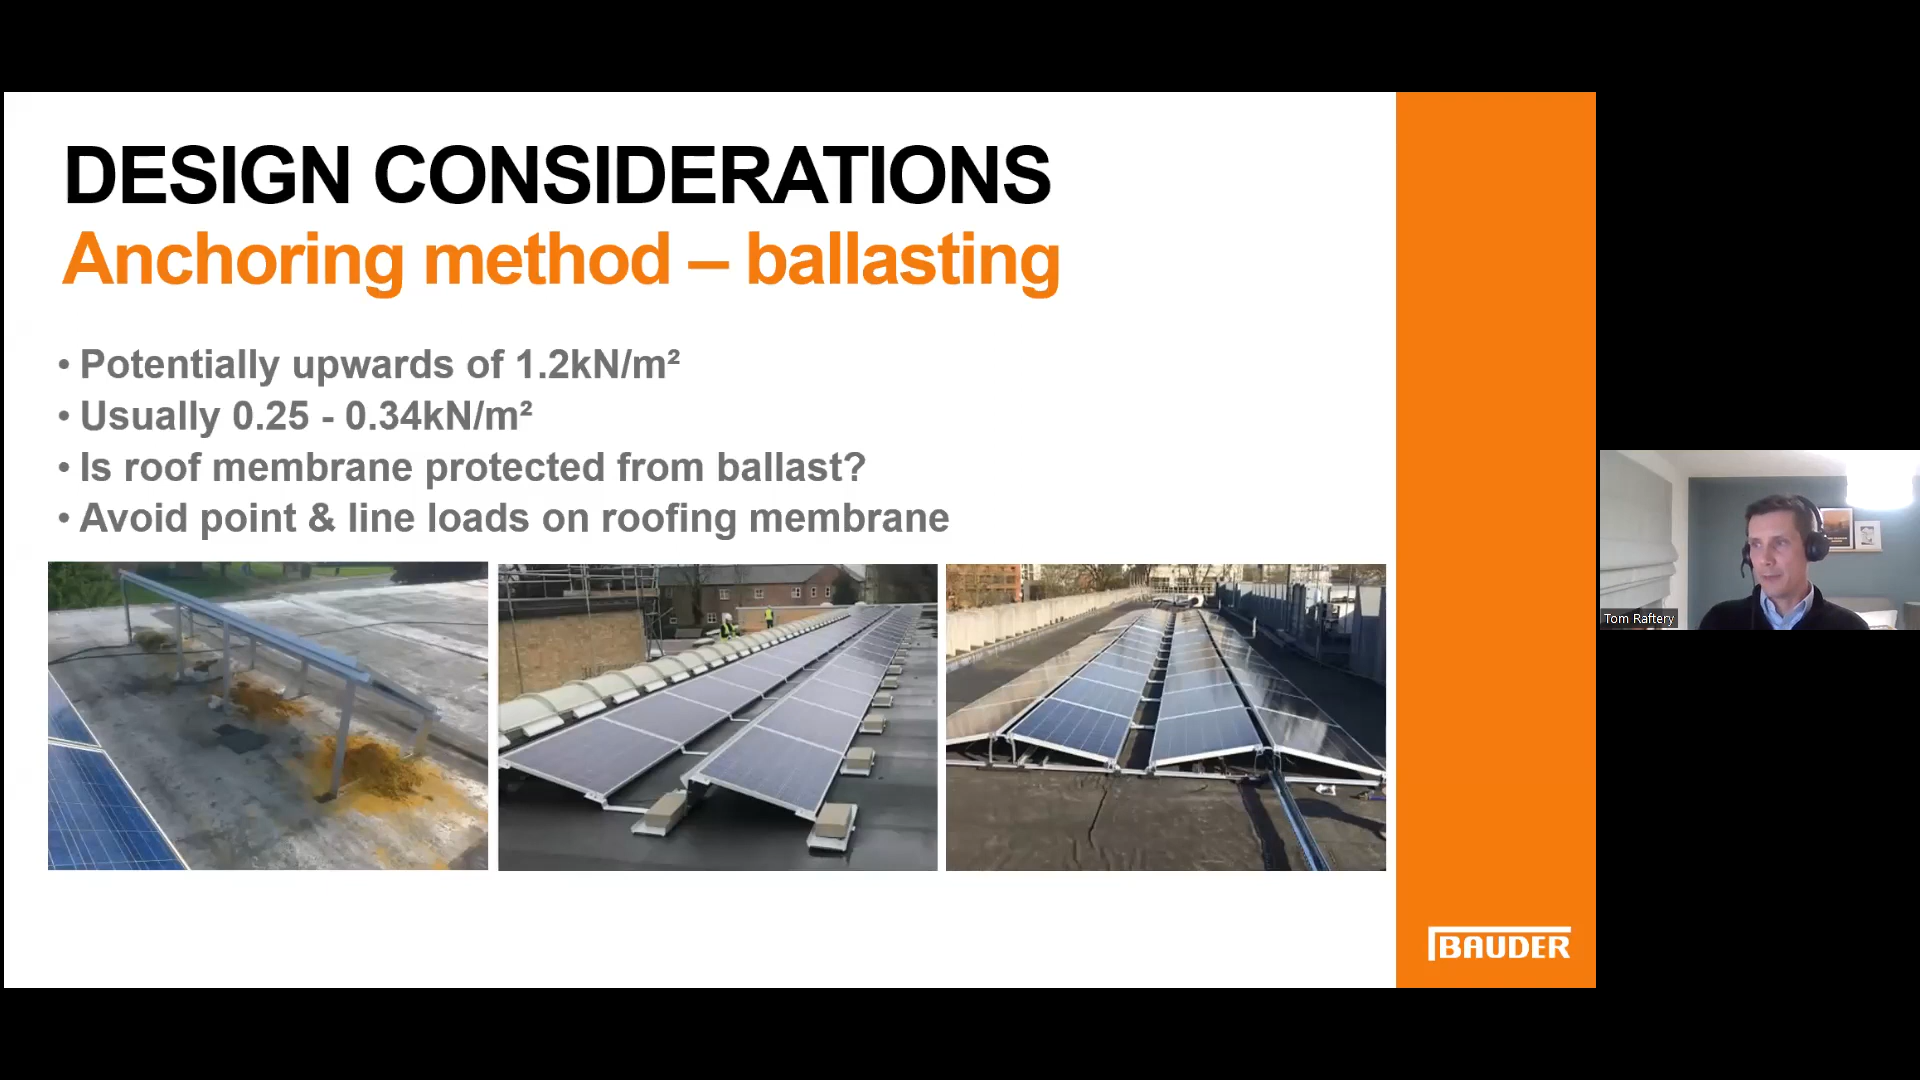 DESIGN CONSIDERATIONS
Anchoring method – ballasting
• Potentially upwards of 1.2kN/m²
• Usually 0.25 - 0.34kN/m²
• Is roof membrane protected from ballast?
• Avoid point & line loads on roofing membrane
Tom Raftery
BAUDER